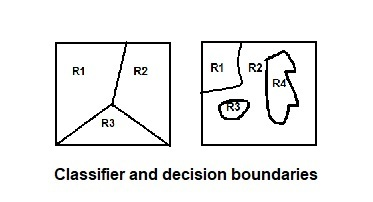 R1 R2
R3
R1 R2
R4
R3
Classifier and decision boundaries